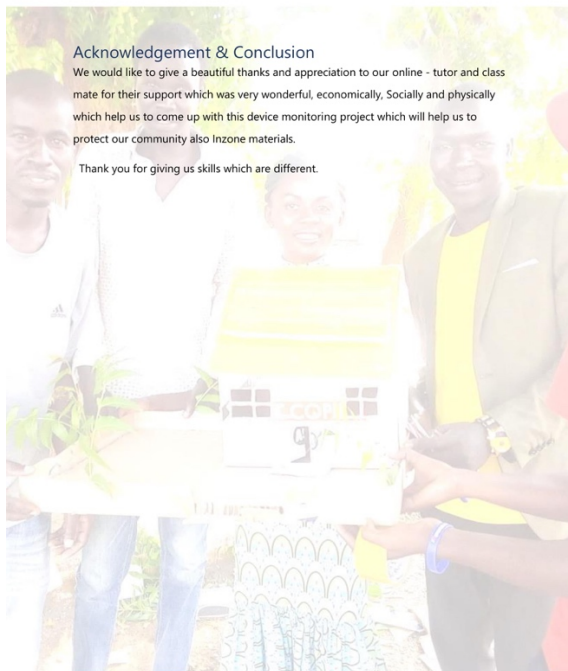 Acknowledgement & Conclusion
We would like to give a beautiful thanks and appreciation to our online - tutor and class
mate for their support which was very wonderful, economically, Socially and physically
which help us to come up with this device monitoring project which will help us to
protect our community also Inzone materials.
Thank you for giving us skills which are different.